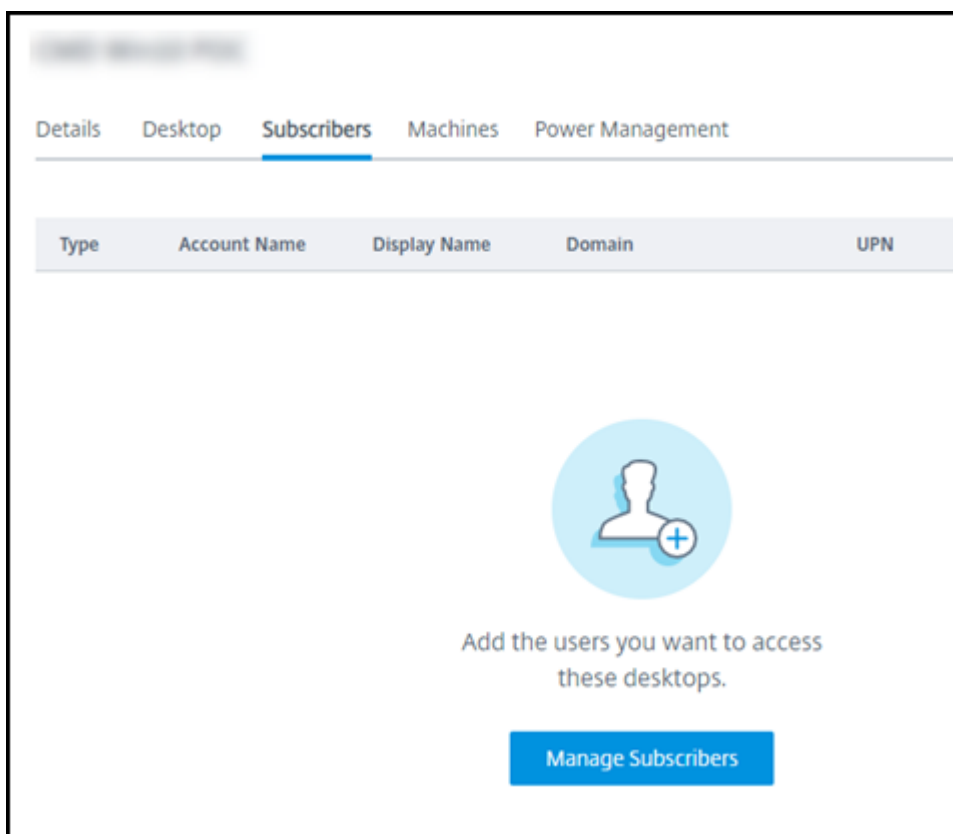 Details Desktop Subscribers Machines Power Management
Type Account Name Display Name Domain UPN
Add the users you want to access
these desktops.
Manage Subscribers